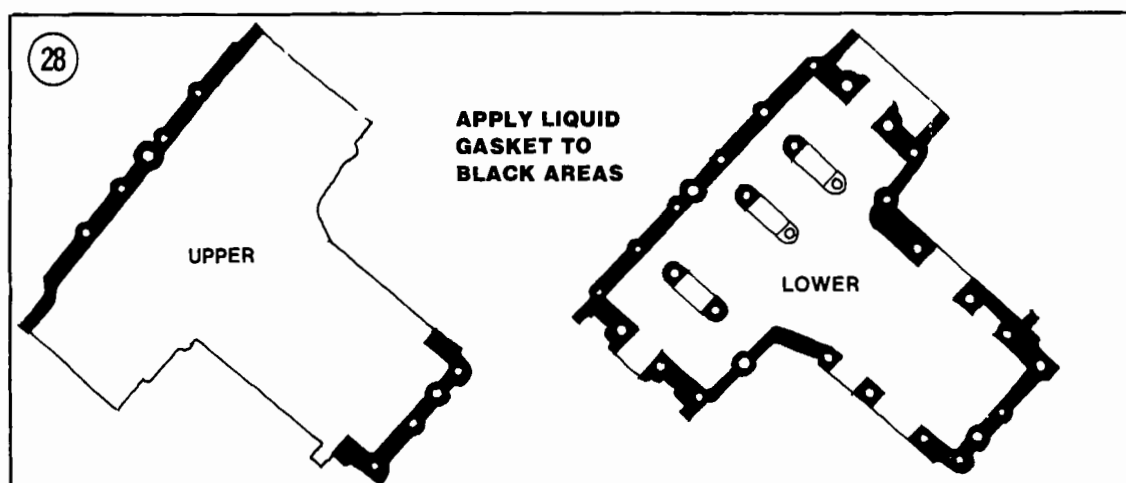 28
APPLY LIQUID
GASKET TO
BLACK AREAS
UPPER
LOWER